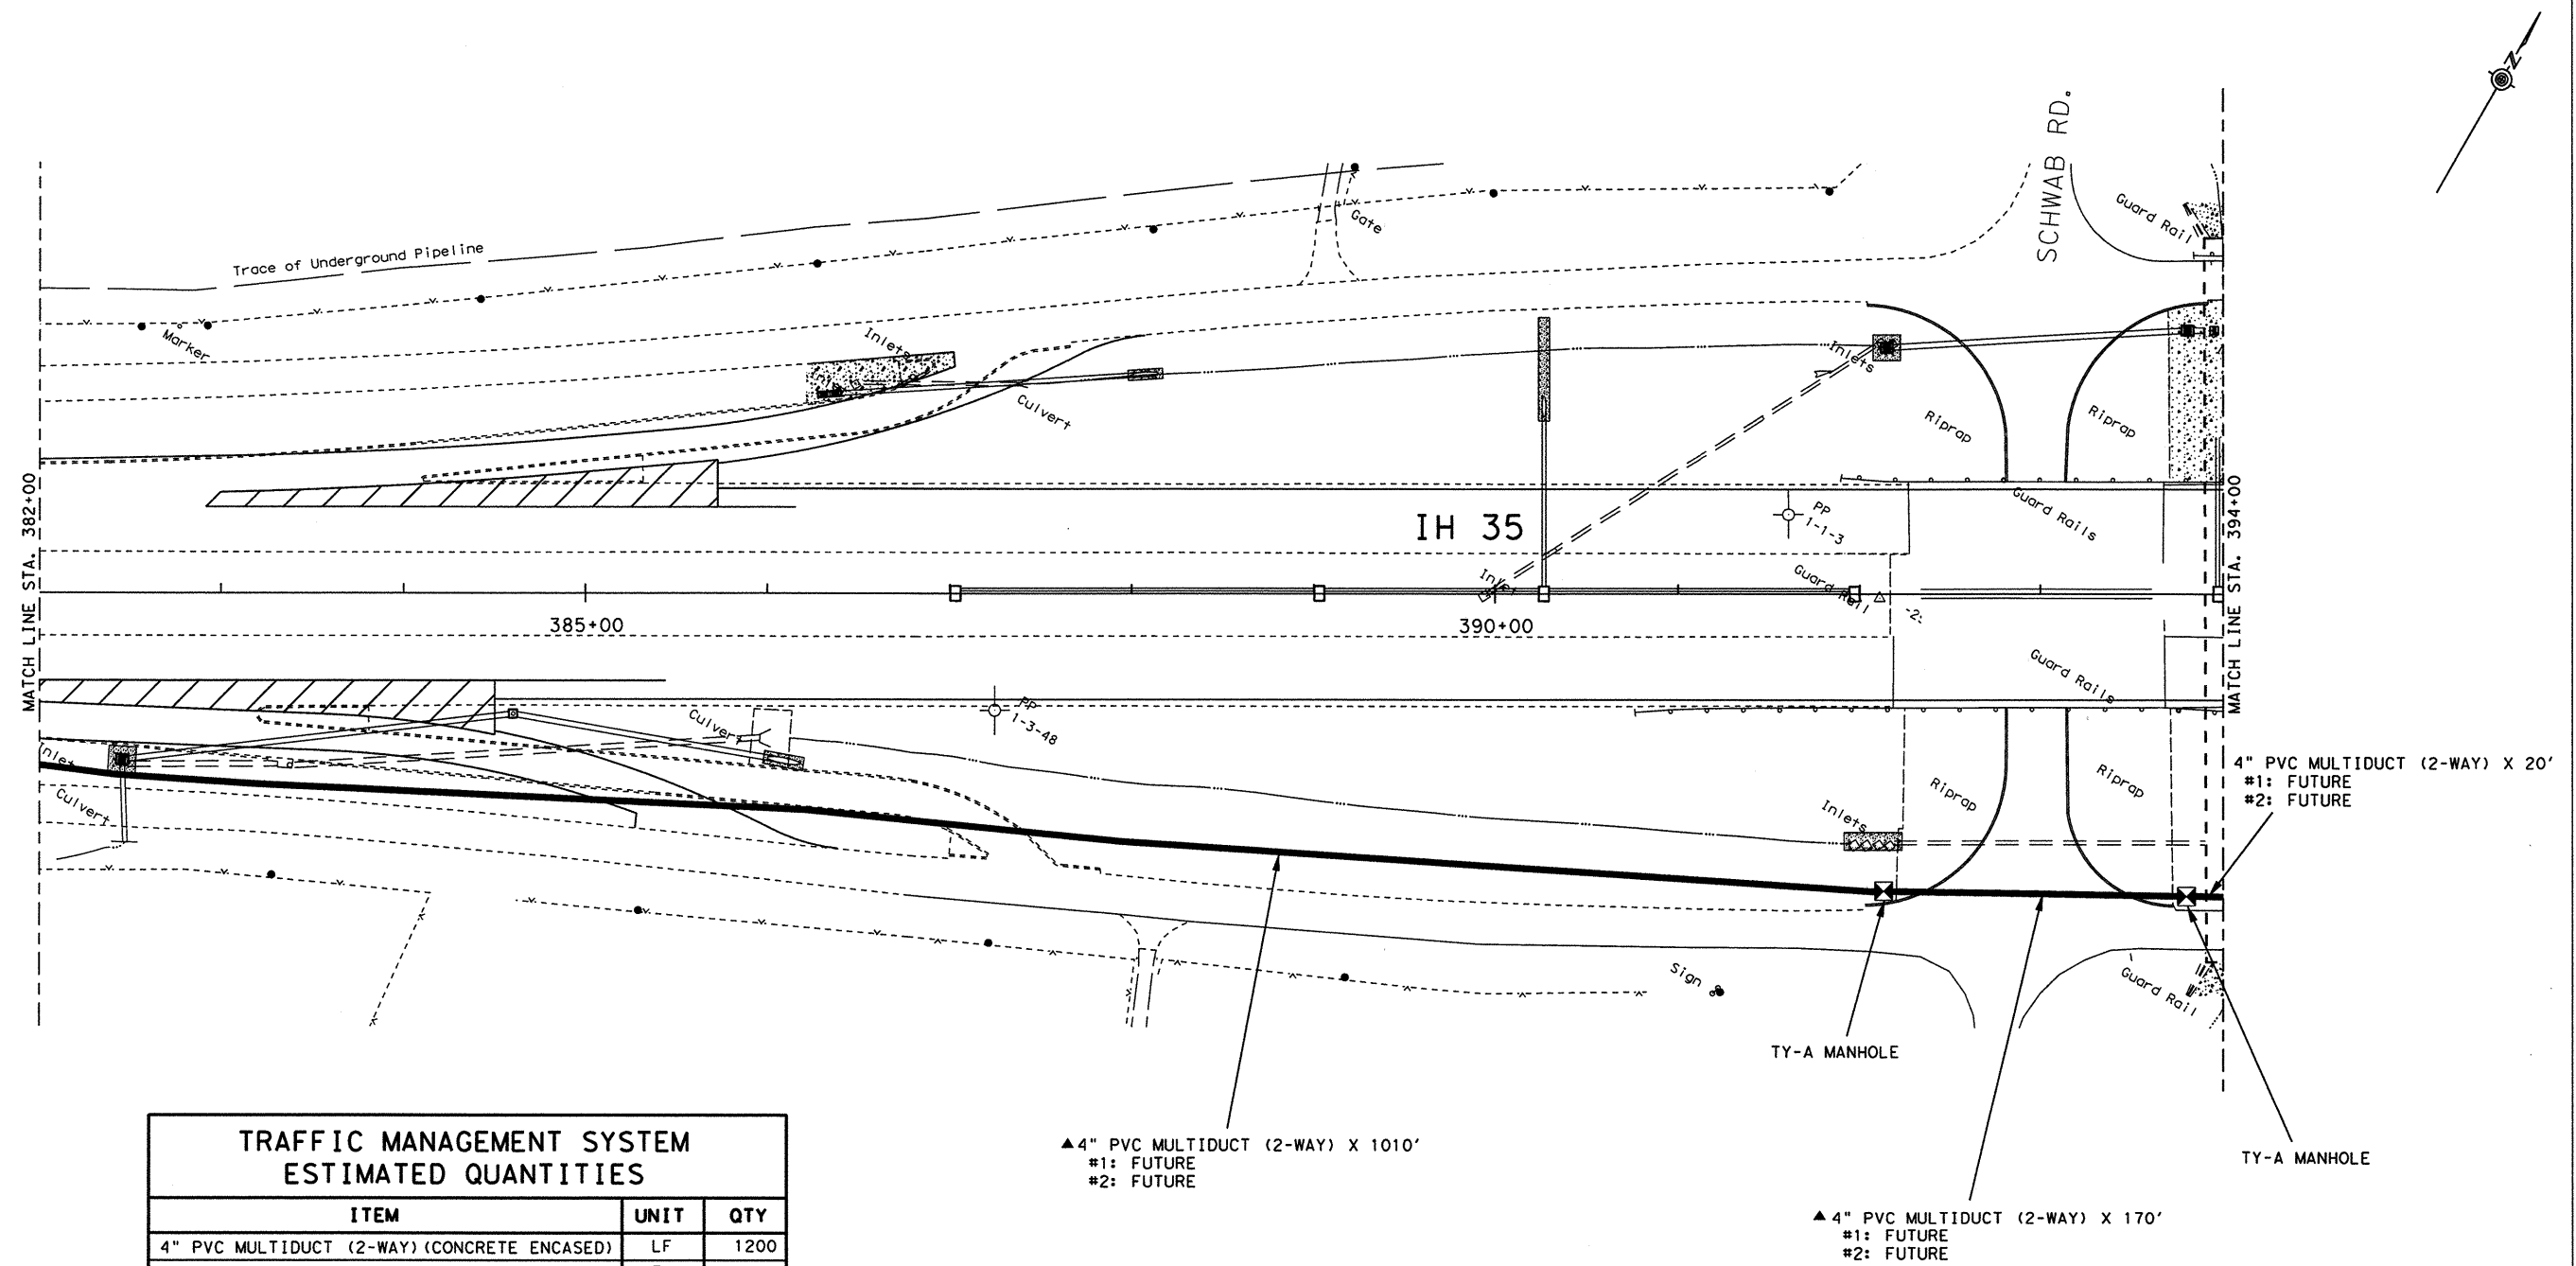 N
SCHWAB RD.
Guard Rail
Gate
Trace of Underground Pipeline
Marker
Inlets
Culvert
Inlets
Riprap
Riprap
MATCH LINE STA. 382+00
MATCH LINE STA. 394+00
IH 35
PP
1-1-3
Guard Rails
Inlet
Guard Rail
-2:
385+00
390+00
Guard Rails
PP
1-3-48
Culvert
Inlet
Culvert
Riprap
Riprap
Inlets
4" PVC MULTIDUCT (2-WAY) X 20'
#1: FUTURE
#2: FUTURE
Sign
Guard Rail
TY-A MANHOLE
TY-A MANHOLE
▲4" PVC MULTIDUCT (2-WAY) X 1010'
#1: FUTURE
#2: FUTURE
▲4" PVC MULTIDUCT (2-WAY) X 170'
#1: FUTURE
#2: FUTURE
TRAFFIC MANAGEMENT SYSTEM
ESTIMATED QUANTITIES
ITEM UNIT QTY
4" PVC MULTIDUCT (2-WAY)(CONCRETE ENCASED) LF 1200